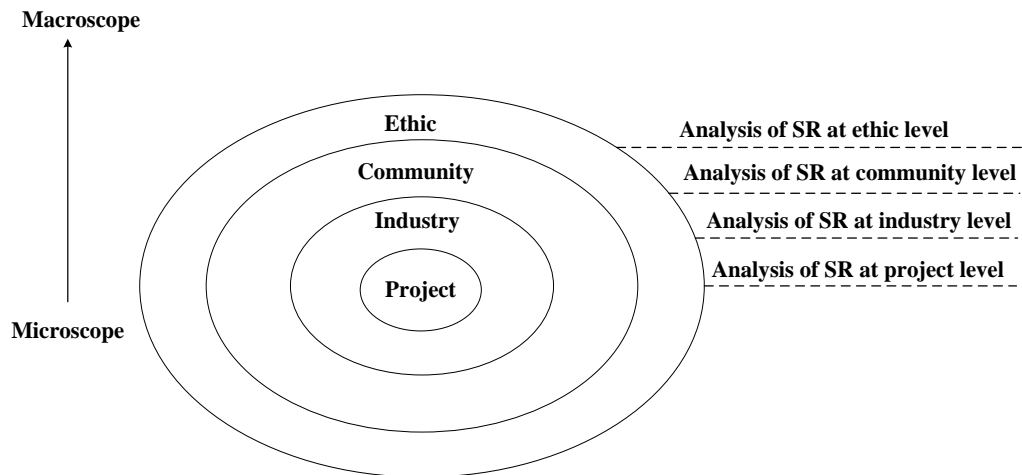 Macroscope
Ethic
Analysis of SR at ethic level
Community
Analysis of SR at community level
Industry
Analysis of SR at industry level
Project
Analysis of SR at project level
Microscope